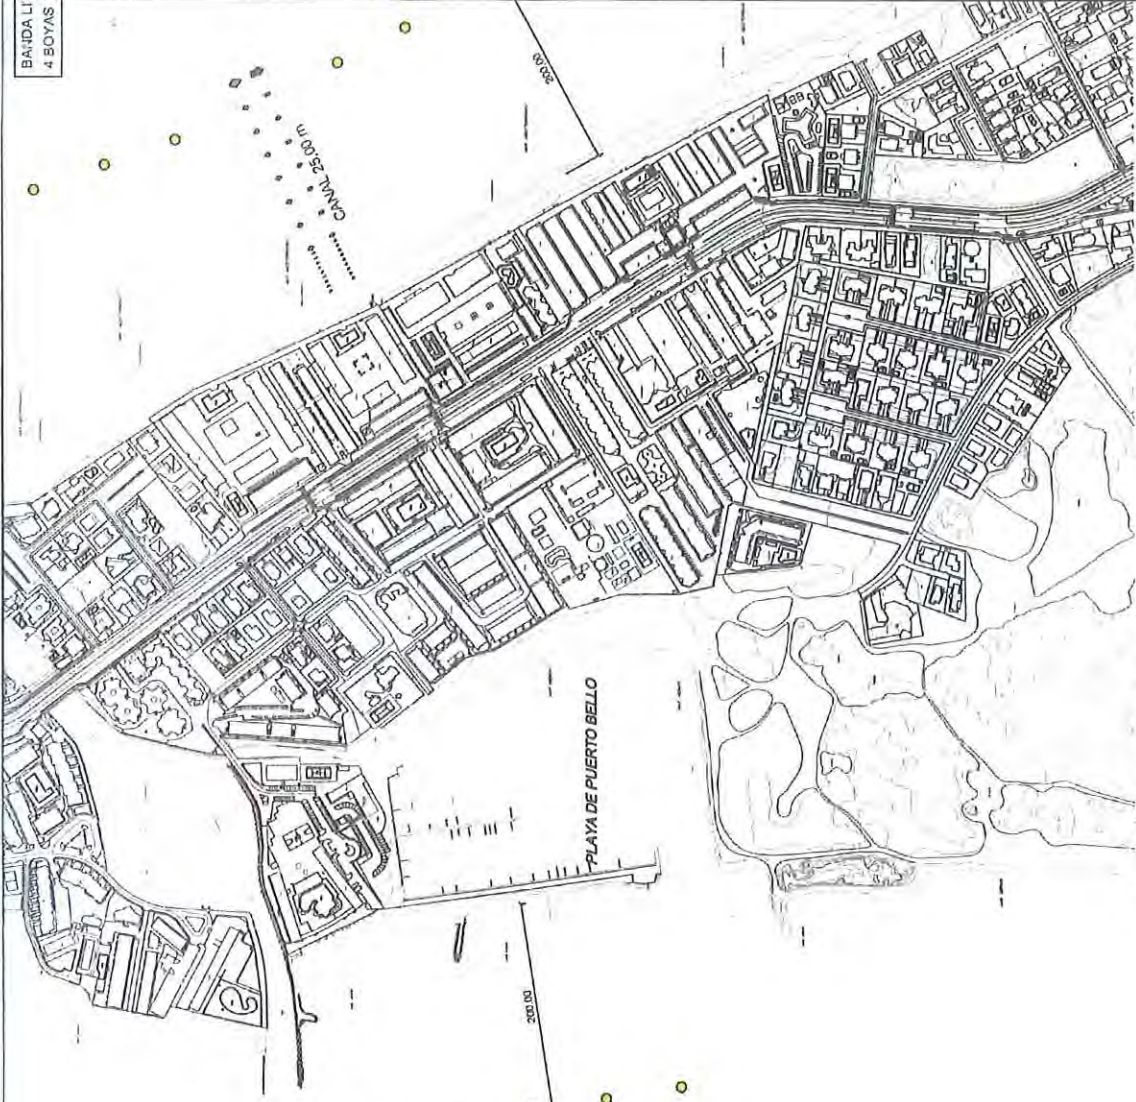 BANDA LI
4 BOYAS
200.00
CANAL 25.00 m
PLAYA DE PUERTO BELLO
200.00